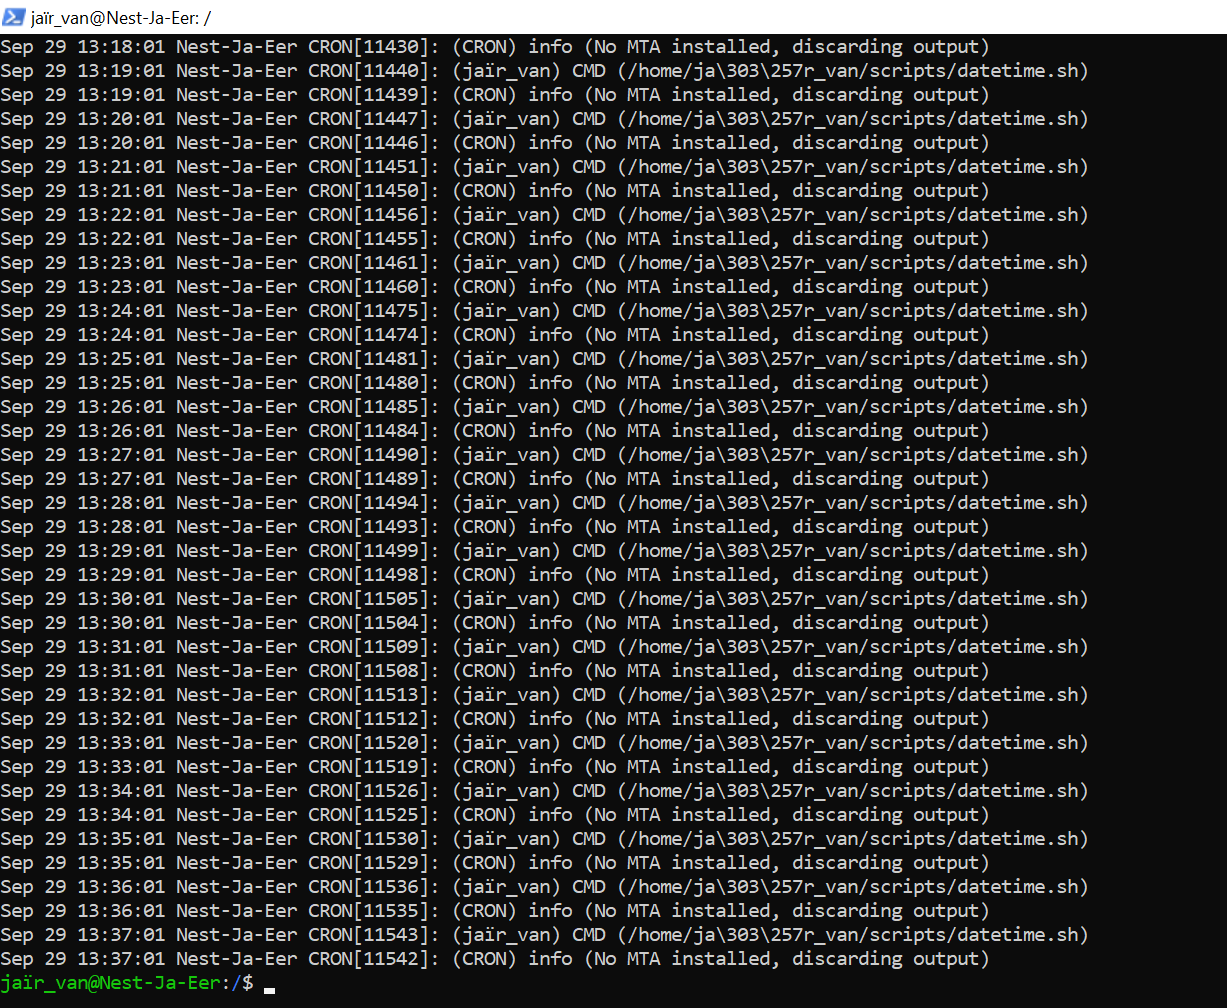 jaïr_van@Nest-Ja-Eer: /
Sep 29 13:18:01 Nest-Ja-Eer CRON[11430]: (CRON) info (No MTA installed, discarding output)
Sep 29 13:19:01 Nest-Ja-Eer CRON[11440]: (jaïr_van) CMD (/home/ja\303\257r_van/scripts/datetime.sh)
Sep 29 13:19:01 Nest-Ja-Eer CRON[11439]: (CRON) info (No MTA installed, discarding output)
Sep 29 13:20:01 Nest-Ja-Eer CRON[11447]: (jaïr_van) CMD (/home/ja\303\257r_van/scripts/datetime.sh)
Sep 29 13:20:01 Nest-Ja-Eer CRON[11446]: (CRON) info (No MTA installed, discarding output)
Sep 29 13:21:01 Nest-Ja-Eer CRON[11451]: (jaïr_van) CMD (/home/ja\303\257r_van/scripts/datetime.sh)
Sep 29 13:21:01 Nest-Ja-Eer CRON[11450]: (CRON) info (No MTA installed, discarding output)
Sep 29 13:22:01 Nest-Ja-Eer CRON[11456]: (jaïr_van) CMD (/home/ja\303\257r_van/scripts/datetime.sh)
Sep 29 13:22:01 Nest-Ja-Eer CRON[11455]: (CRON) info (No MTA installed, discarding output)
Sep 29 13:23:01 Nest-Ja-Eer CRON[11461]: (jaïr_van) CMD (/home/ja\303\257r_van/scripts/datetime.sh)
Sep 29 13:23:01 Nest-Ja-Eer CRON[11460]: (CRON) info (No MTA installed, discarding output)
Sep 29 13:24:01 Nest-Ja-Eer CRON[11475]: (jaïr_van) CMD (/home/ja\303\257r_van/scripts/datetime.sh)
Sep 29 13:24:01 Nest-Ja-Eer CRON[11474]: (CRON) info (No MTA installed, discarding output)
Sep 29 13:25:01 Nest-Ja-Eer CRON[11481]: (jaïr_van) CMD (/home/ja\303\257r_van/scripts/datetime.sh)
Sep 29 13:25:01 Nest-Ja-Eer CRON[11480]: (CRON) info (No MTA installed, discarding output)
Sep 29 13:26:01 Nest-Ja-Eer CRON[11485]: (jaïr_van) CMD (/home/ja\303\257r_van/scripts/datetime.sh)
Sep 29 13:26:01 Nest-Ja-Eer CRON[11484]: (CRON) info (No MTA installed, discarding output)
Sep 29 13:27:01 Nest-Ja-Eer CRON[11490]: (jaïr_van) CMD (/home/ja\303\257r_van/scripts/datetime.sh)
Sep 29 13:27:01 Nest-Ja-Eer CRON[11489]: (CRON) info (No MTA installed, discarding output)
Sep 29 13:28:01 Nest-Ja-Eer CRON[11494]: (jaïr_van) CMD (/home/ja\303\257r_van/scripts/datetime.sh)
Sep 29 13:28:01 Nest-Ja-Eer CRON[11493]: (CRON) info (No MTA installed, discarding output)
Sep 29 13:29:01 Nest-Ja-Eer CRON[11499]: (jaïr_van) CMD (/home/ja\303\257r_van/scripts/datetime.sh)
Sep 29 13:29:01 Nest-Ja-Eer CRON[11498]: (CRON) info (No MTA installed, discarding output)
Sep 29 13:30:01 Nest-Ja-Eer CRON[11505]: (jaïr_van) CMD (/home/ja\303\257r_van/scripts/datetime.sh)
Sep 29 13:30:01 Nest-Ja-Eer CRON[11504]: (CRON) info (No MTA installed, discarding output)
Sep 29 13:31:01 Nest-Ja-Eer CRON[11509]: (jaïr_van) CMD (/home/ja\303\257r_van/scripts/datetime.sh)
Sep 29 13:31:01 Nest-Ja-Eer CRON[11508]: (CRON) info (No MTA installed, discarding output)
Sep 29 13:32:01 Nest-Ja-Eer CRON[11513]: (jaïr_van) CMD (/home/ja\303\257r_van/scripts/datetime.sh)
Sep 29 13:32:01 Nest-Ja-Eer CRON[11512]: (CRON) info (No MTA installed, discarding output)
Sep 29 13:33:01 Nest-Ja-Eer CRON[11520]: (jaïr_van) CMD (/home/ja\303\257r_van/scripts/datetime.sh)
Sep 29 13:33:01 Nest-Ja-Eer CRON[11519]: (CRON) info (No MTA installed, discarding output)
Sep 29 13:34:01 Nest-Ja-Eer CRON[11526]: (jaïr_van) CMD (/home/ja\303\257r_van/scripts/datetime.sh)
Sep 29 13:34:01 Nest-Ja-Eer CRON[11525]: (CRON) info (No MTA installed, discarding output)
Sep 29 13:35:01 Nest-Ja-Eer CRON[11530]: (jaïr_van) CMD (/home/ja\303\257r_van/scripts/datetime.sh)
Sep 29 13:35:01 Nest-Ja-Eer CRON[11529]: (CRON) info (No MTA installed, discarding output)
Sep 29 13:36:01 Nest-Ja-Eer CRON[11536]: (jaïr_van) CMD (/home/ja\303\257r_van/scripts/datetime.sh)
Sep 29 13:36:01 Nest-Ja-Eer CRON[11535]: (CRON) info (No MTA installed, discarding output)
Sep 29 13:37:01 Nest-Ja-Eer CRON[11543]: (jaïr_van) CMD (/home/ja\303\257r_van/scripts/datetime.sh)
Sep 29 13:37:01 Nest-Ja-Eer CRON[11542]: (CRON) info (No MTA installed, discarding output)
jaïr_van@Nest-Ja-Eer:/$